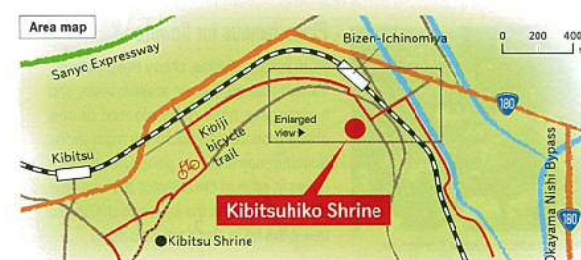 Area map
Bizen-Ichinomiya
0 200 400
Sanyo Expressway
180
Enlarged
view▶
Kibiji
bicycle
trail
Kibitsu
Kibitsuhiko Shrine
Okayama Nishi Bypass
180
Kibitsu Shrine